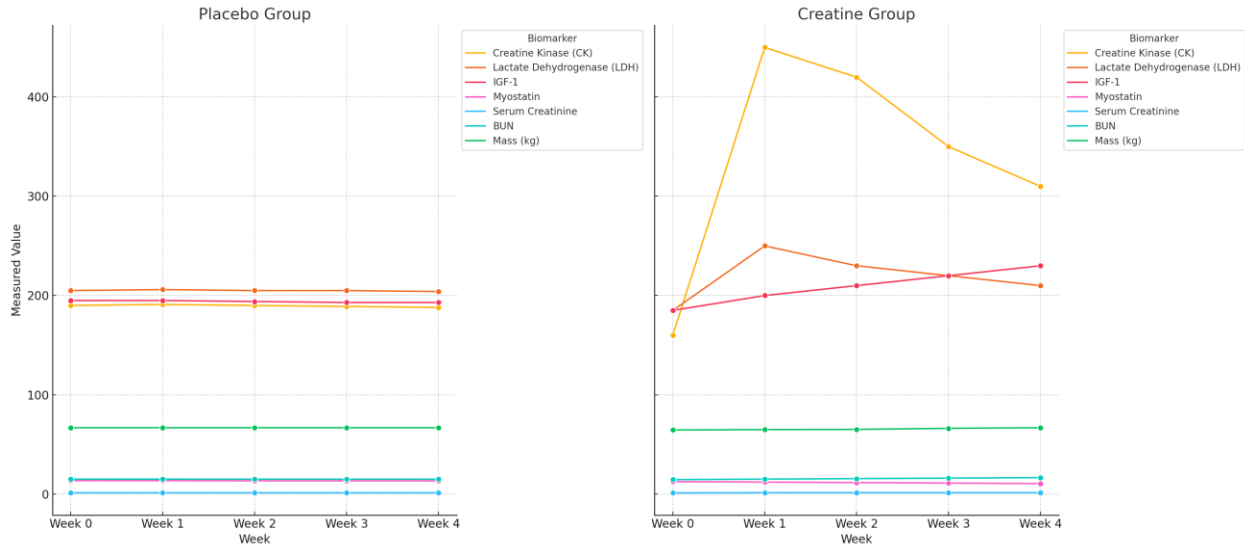 Placebo Group
Biomarker
Creatine Kinase (CK)
Lactate Dehydrogenase (LDH)
IGF-1
Myostatin
Serum Creatinine
BUN
Mass (kg)
Measured Value
400
300
200
100
0
Week 0
Week 1
Week 2
Week 3
Week 4
Week
Creatine Group
Biomarker
Creatine Kinase (CK)
Lactate Dehydrogenase (LDH)
IGF-1
Myostatin
Serum Creatinine
BUN
Mass (kg)
Week 0
Week 1
Week 2
Week 3
Week 4
Week